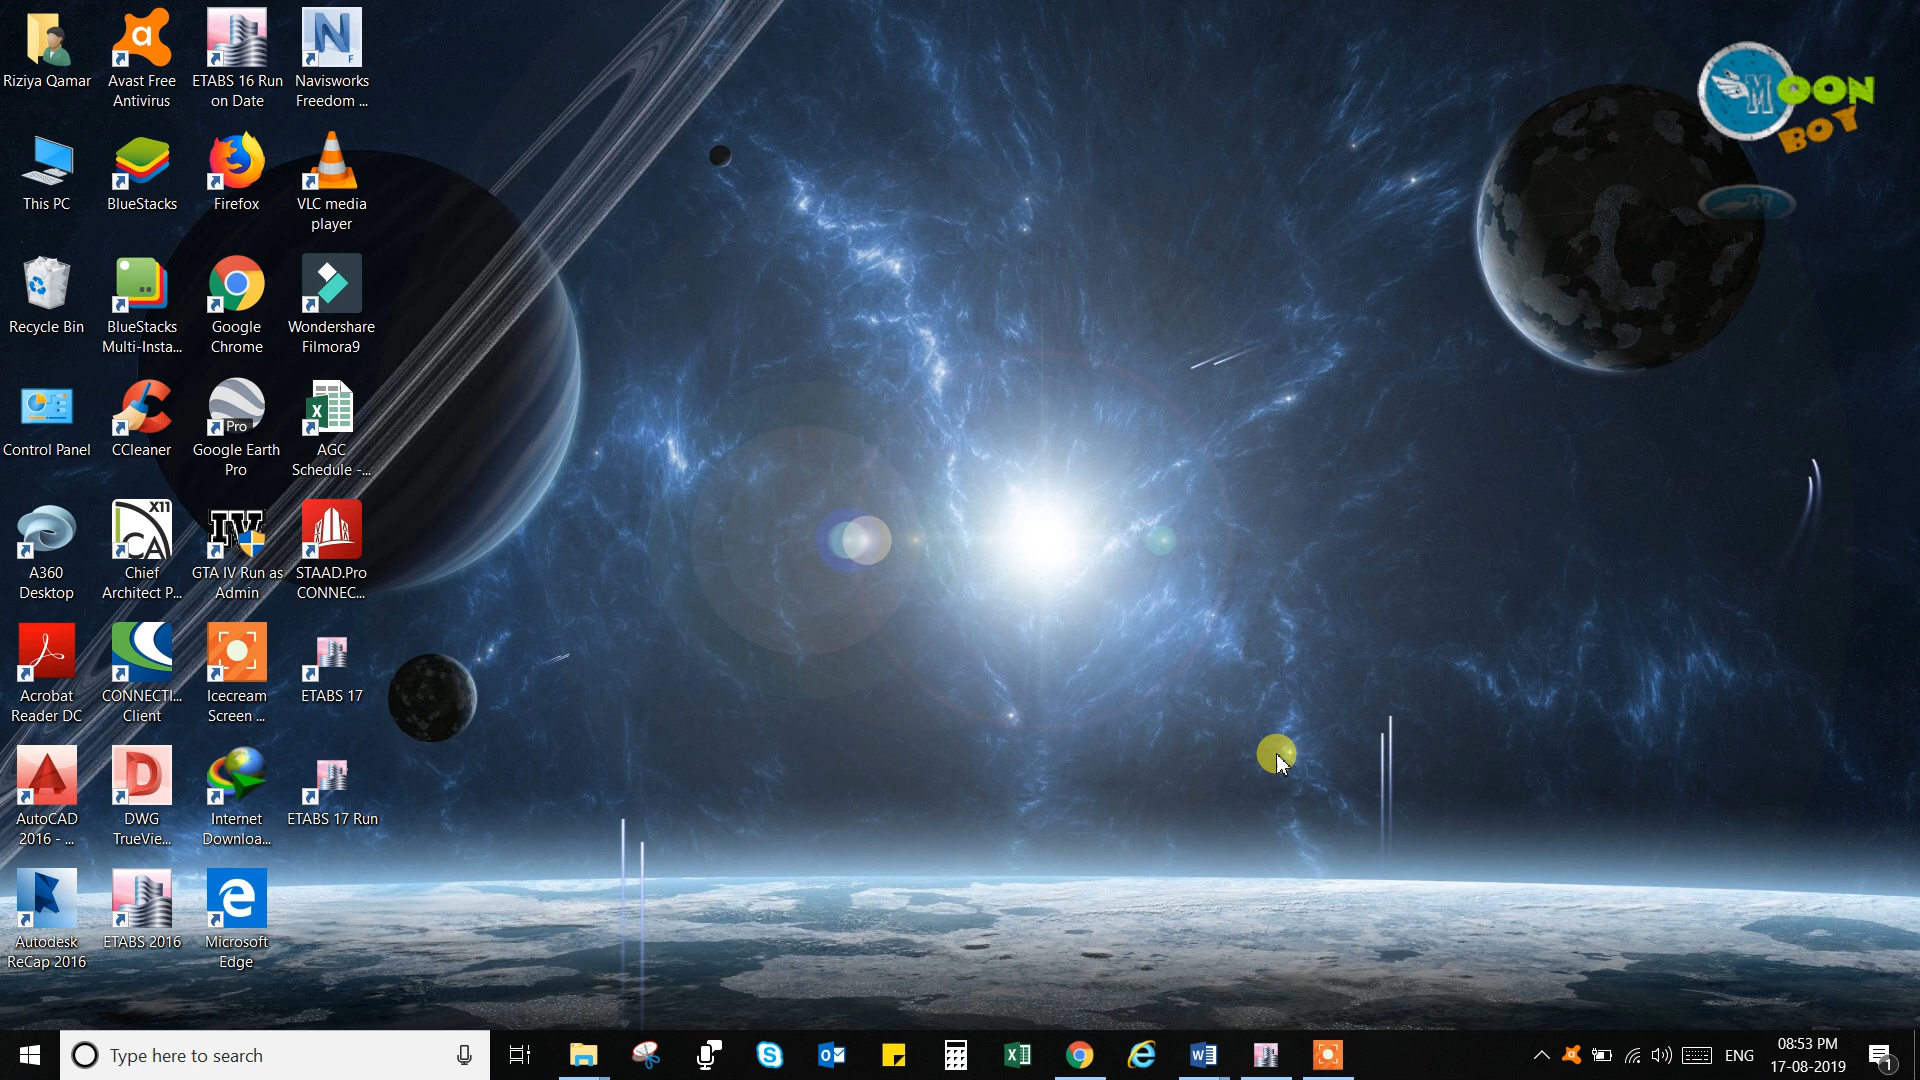 Riziya Qamar
Avast Free
Antivirus
ETABS 16 Run
on Date
Navisworks
Freedom ...
This PC
BlueStacks
Firefox
VLC media
player
Recycle Bin
BlueStacks
Multi-Insta...
Google
Chrome
Wondershare
Filmora9
Control Panel
CCleaner
Pro
Google Earth
Pro
AGC
Schedule -...
A360
Desktop
X11
CA
Chief
Architect P...
IV
GTA IV Run as
Admin
STAAD.Pro
CONNEC...
Acrobat
Reader DC
CONNECTI...
Client
Icecream
Screen ...
ETABS 17
AutoCAD
2016 - ...
DWG
TrueVie...
Internet
Downloa...
ETABS 17 Run
Autodesk
ReCap 2016
ETABS 2016
Microsoft
Edge
MOON
BOY
Type here to search
ENG
08:53 PM
17-08-2019
1